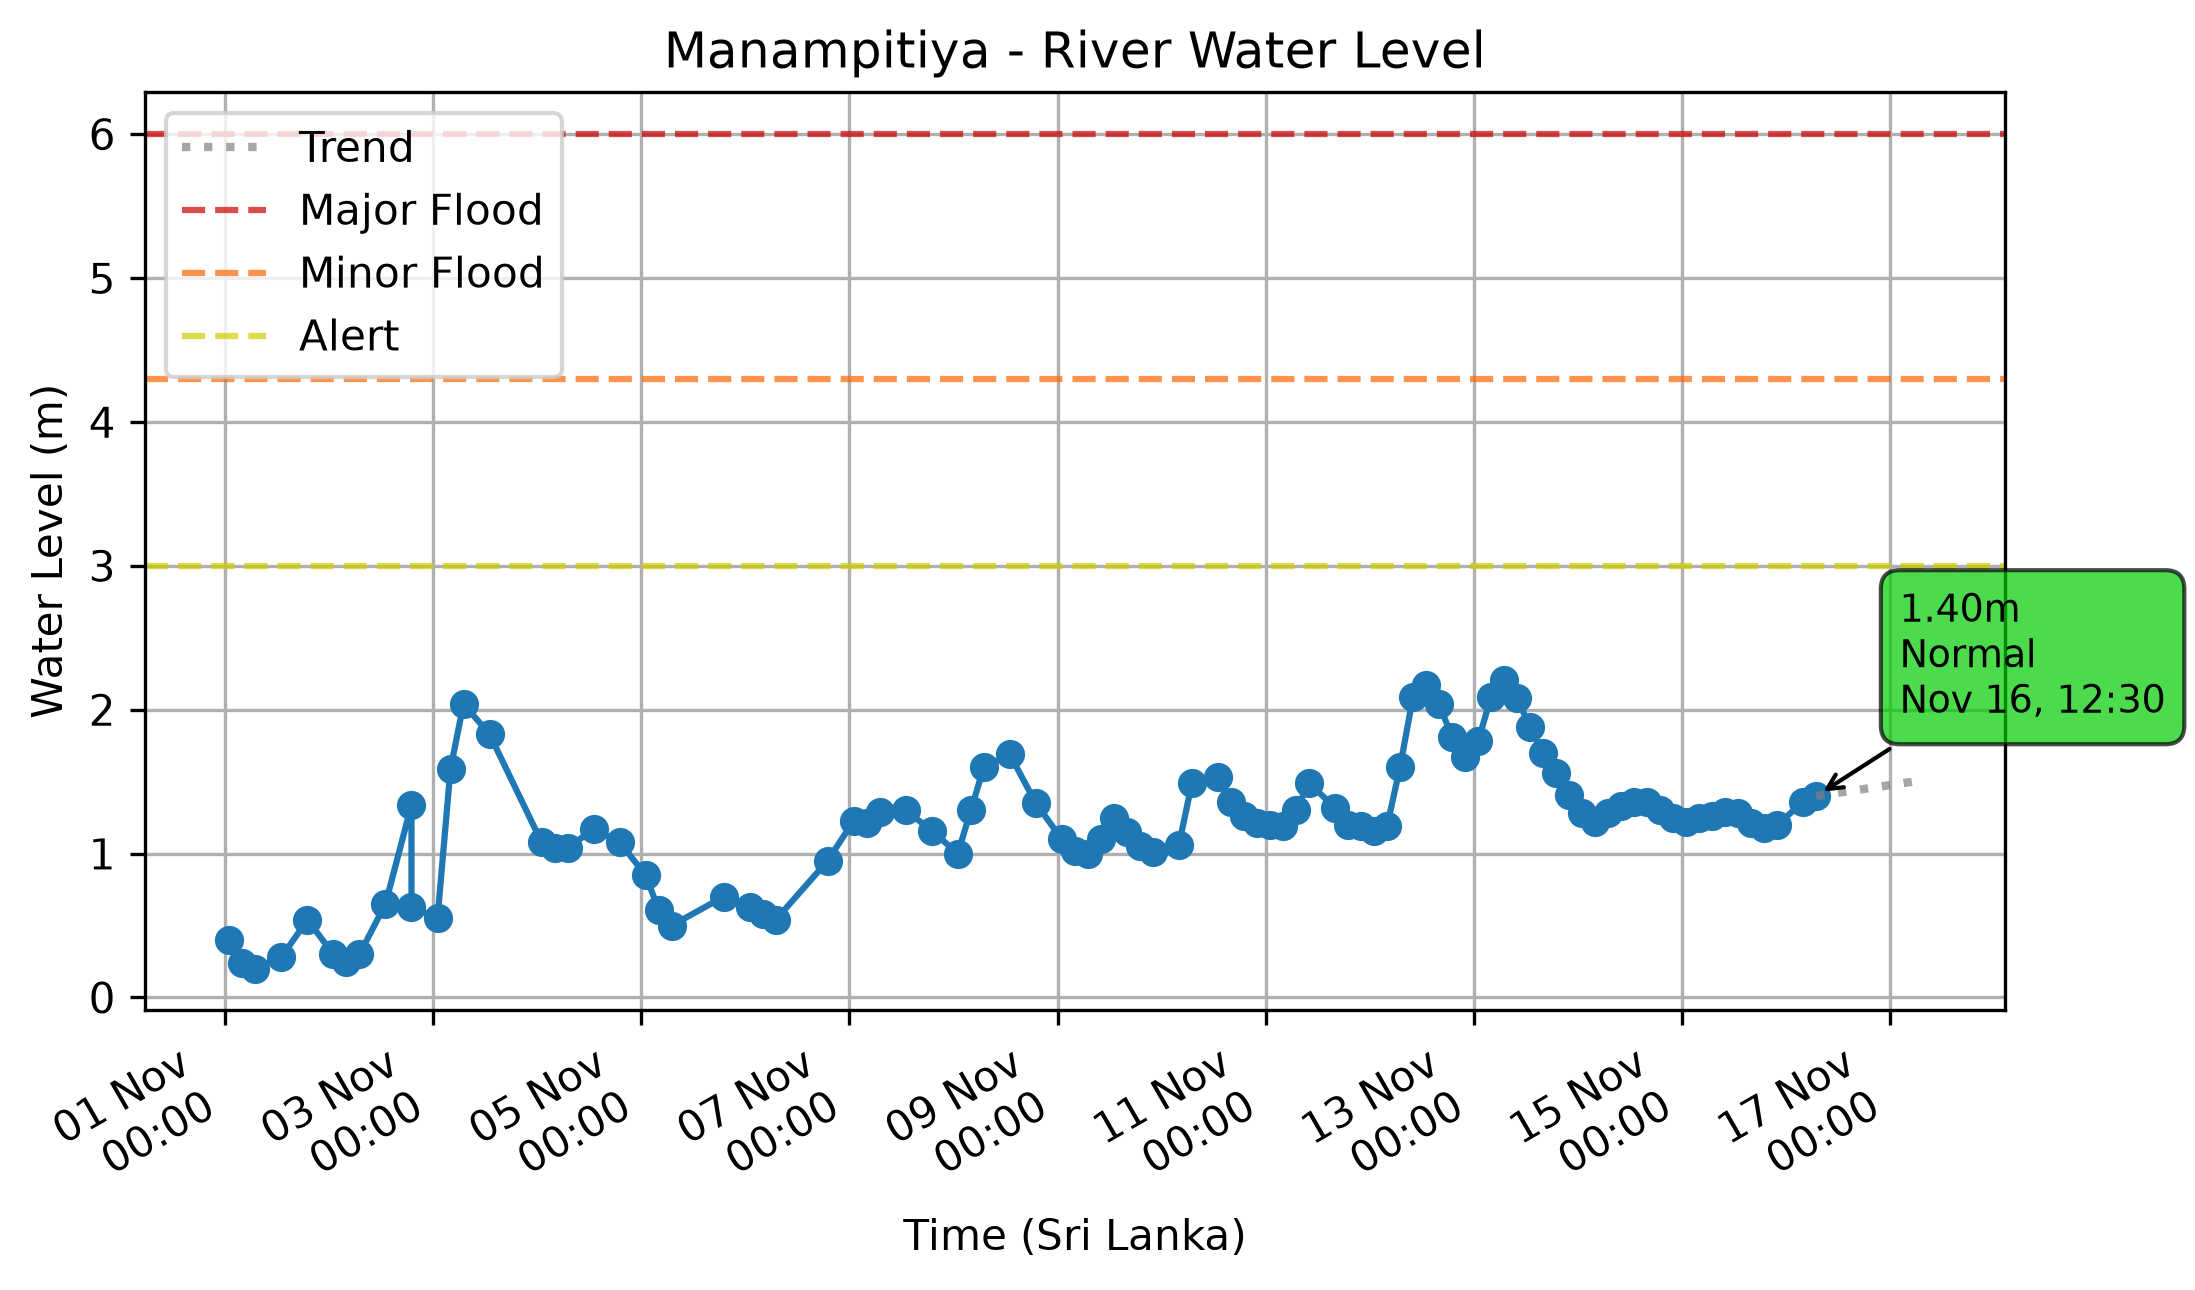 Manampitiya - River Water Level
Trend
Major Flood
Minor Flood
Alert
6
5
4
3
2
1
0
Water Level (m)
1.40m
Normal
Nov 16, 12:30
01 Nov
00:00
03 Nov
00:00
05 Nov
00:00
07 Nov
00:00
09 Nov
00:00
11 Nov
00:00
13 Nov
00:00
15 Nov
00:00
17 Nov
00:00
Time (Sri Lanka)